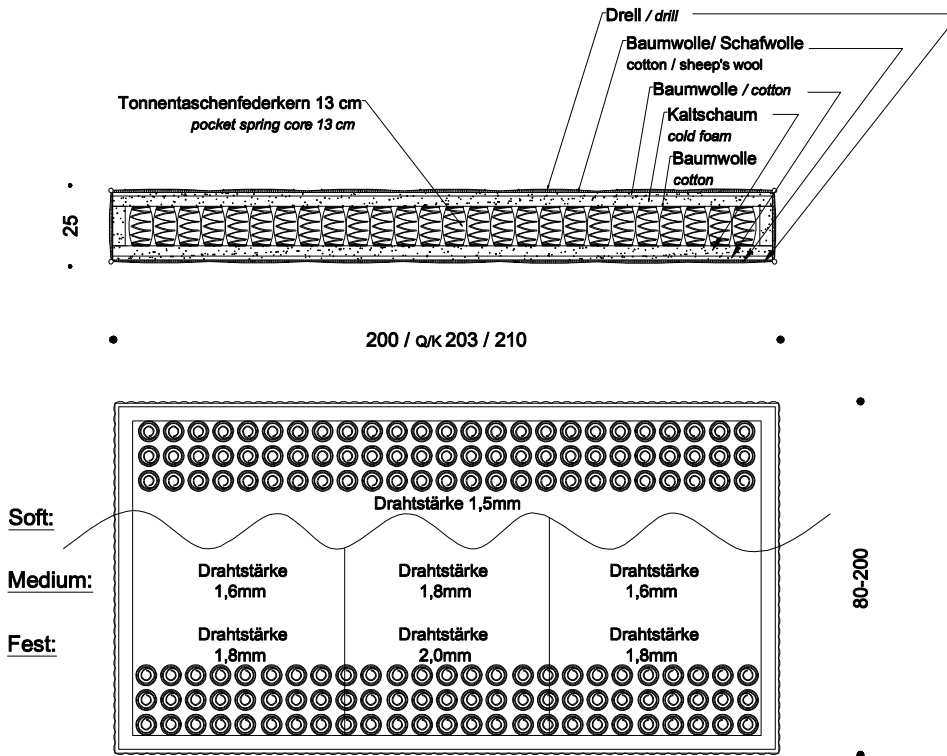 Drell / drill
Baumwolle/ Schafwolle
cotton / sheep's wool
Baumwolle / cotton
Kaltschaum
cold foam
Baumwolle
cotton
Tonnentaschenfederkern 13 cm
pocket spring core 13 cm
25
200 / Q/K 203 / 210
Drahtstärke 1,5mm
Soft:
Medium:
Drahtstärke
1,6mm
Drahtstärke
1,8mm
Drahtstärke
1,6mm
Fest:
Drahtstärke
1,8mm
Drahtstärke
2,0mm
Drahtstärke
1,8mm
80-200